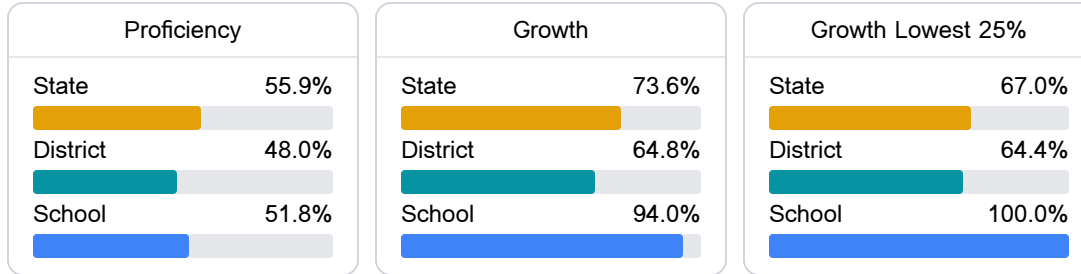 Proficiency
State 55.9%
District 48.0%
School 51.8%
Growth
State 73.6%
District 64.8%
School 94.0%
Growth Lowest 25%
State 67.0%
District 64.4%
School 100.0%